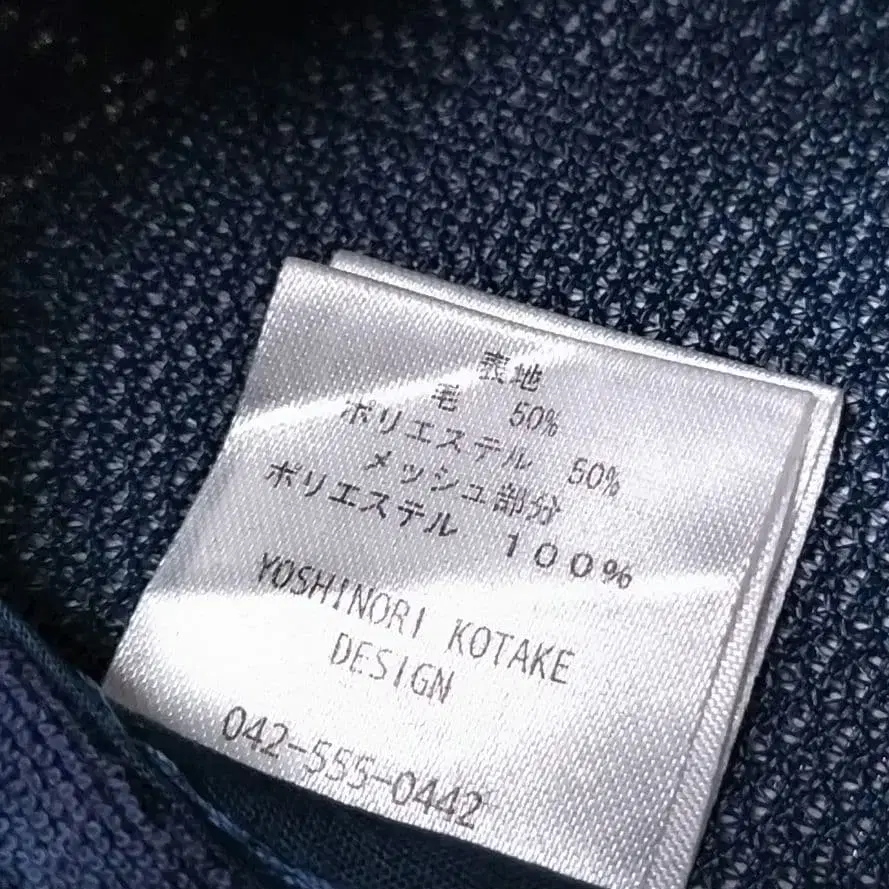 表地
毛 50%
ポリエステル 50%
メッシュ部分
ポリエステル 100%
YOSHINORI KOTAKE
DESIGN
042-555-0442